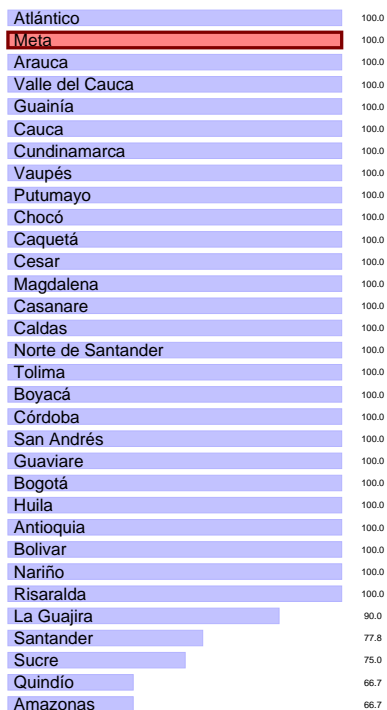 Atlántico 100.0
Meta 100.0
Arauca 100.0
Valle del Cauca 100.0
Guainía 100.0
Cauca 100.0
Cundinamarca 100.0
Vaupés 100.0
Putumayo 100.0
Chocó 100.0
Caquetá 100.0
Cesar 100.0
Magdalena 100.0
Casanare 100.0
Caldas 100.0
Norte de Santander 100.0
Tolima 100.0
Boyacá 100.0
Córdoba 100.0
San Andrés 100.0
Guaviare 100.0
Bogotá 100.0
Huila 100.0
Antioquia 100.0
Bolivar 100.0
Nariño 100.0
Risaralda 100.0
La Guajira 90.0
Santander 77.8
Sucre 75.0
Quindío 66.7
Amazonas 66.7